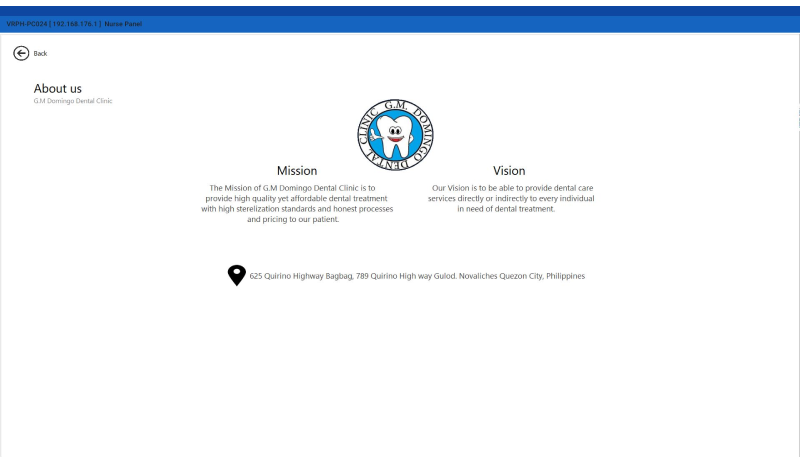 VRPH-PC024 | 192.168.176.1 | Nurse Panel
Back
About us
G.M Domingo Dental Clinic
G.M. DOMINGO DENTAL CLINIC
Mission
The Mission of G.M Domingo Dental Clinic is to
provide high quality yet affordable dental treatment
with high sterelization standards and honest processes
and pricing to our patient.
Vision
Our Vision is to be able to provide dental care
services directly or indirectly to every individual
in need of dental treatment.
625 Quirino Highway Bagbag, 789 Quirino High way Gulod. Novaliches Quezon City, Philippines